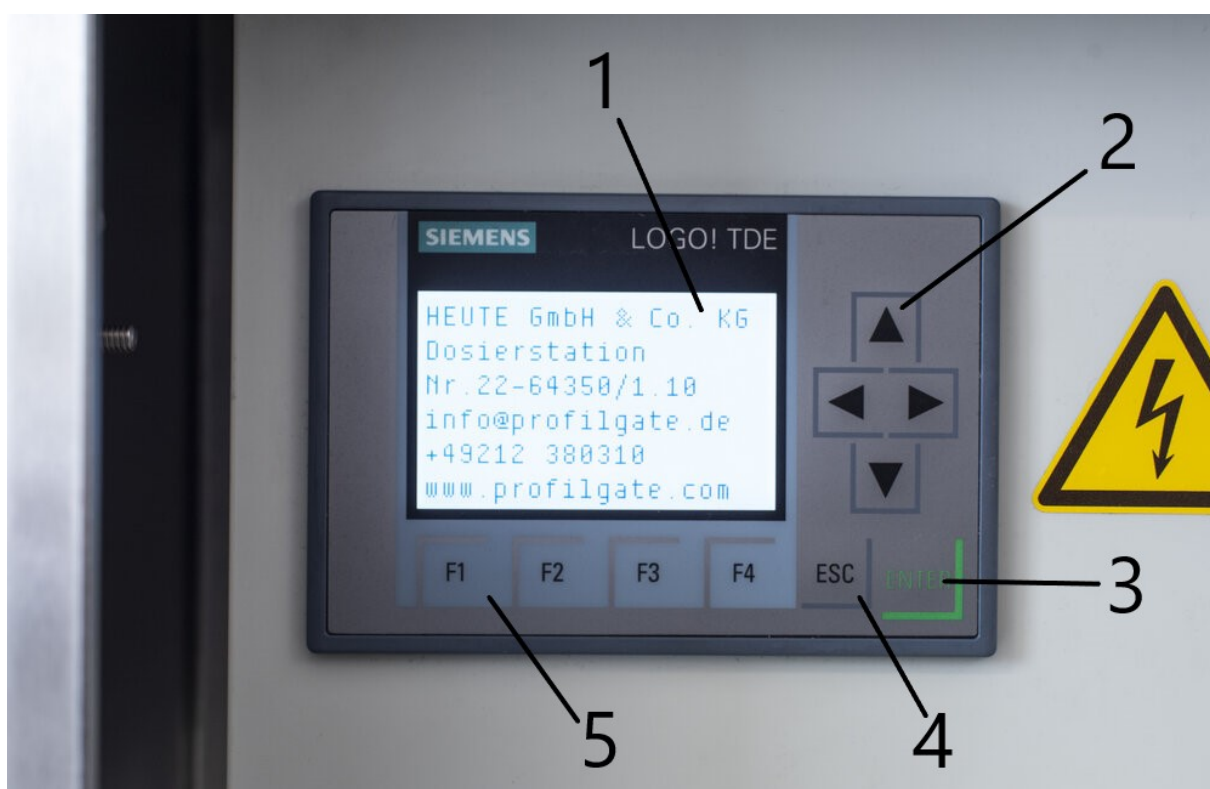 1
2
SIEMENS LOGO! TDE
HEUTE GmbH & Co. KG
Dosierstation
Nr.22-64350/1.10
info@profilgate.de
+49212 380310
www.profilgate.com
F1 F2 F3 F4 ESC ENTER
3
5
4